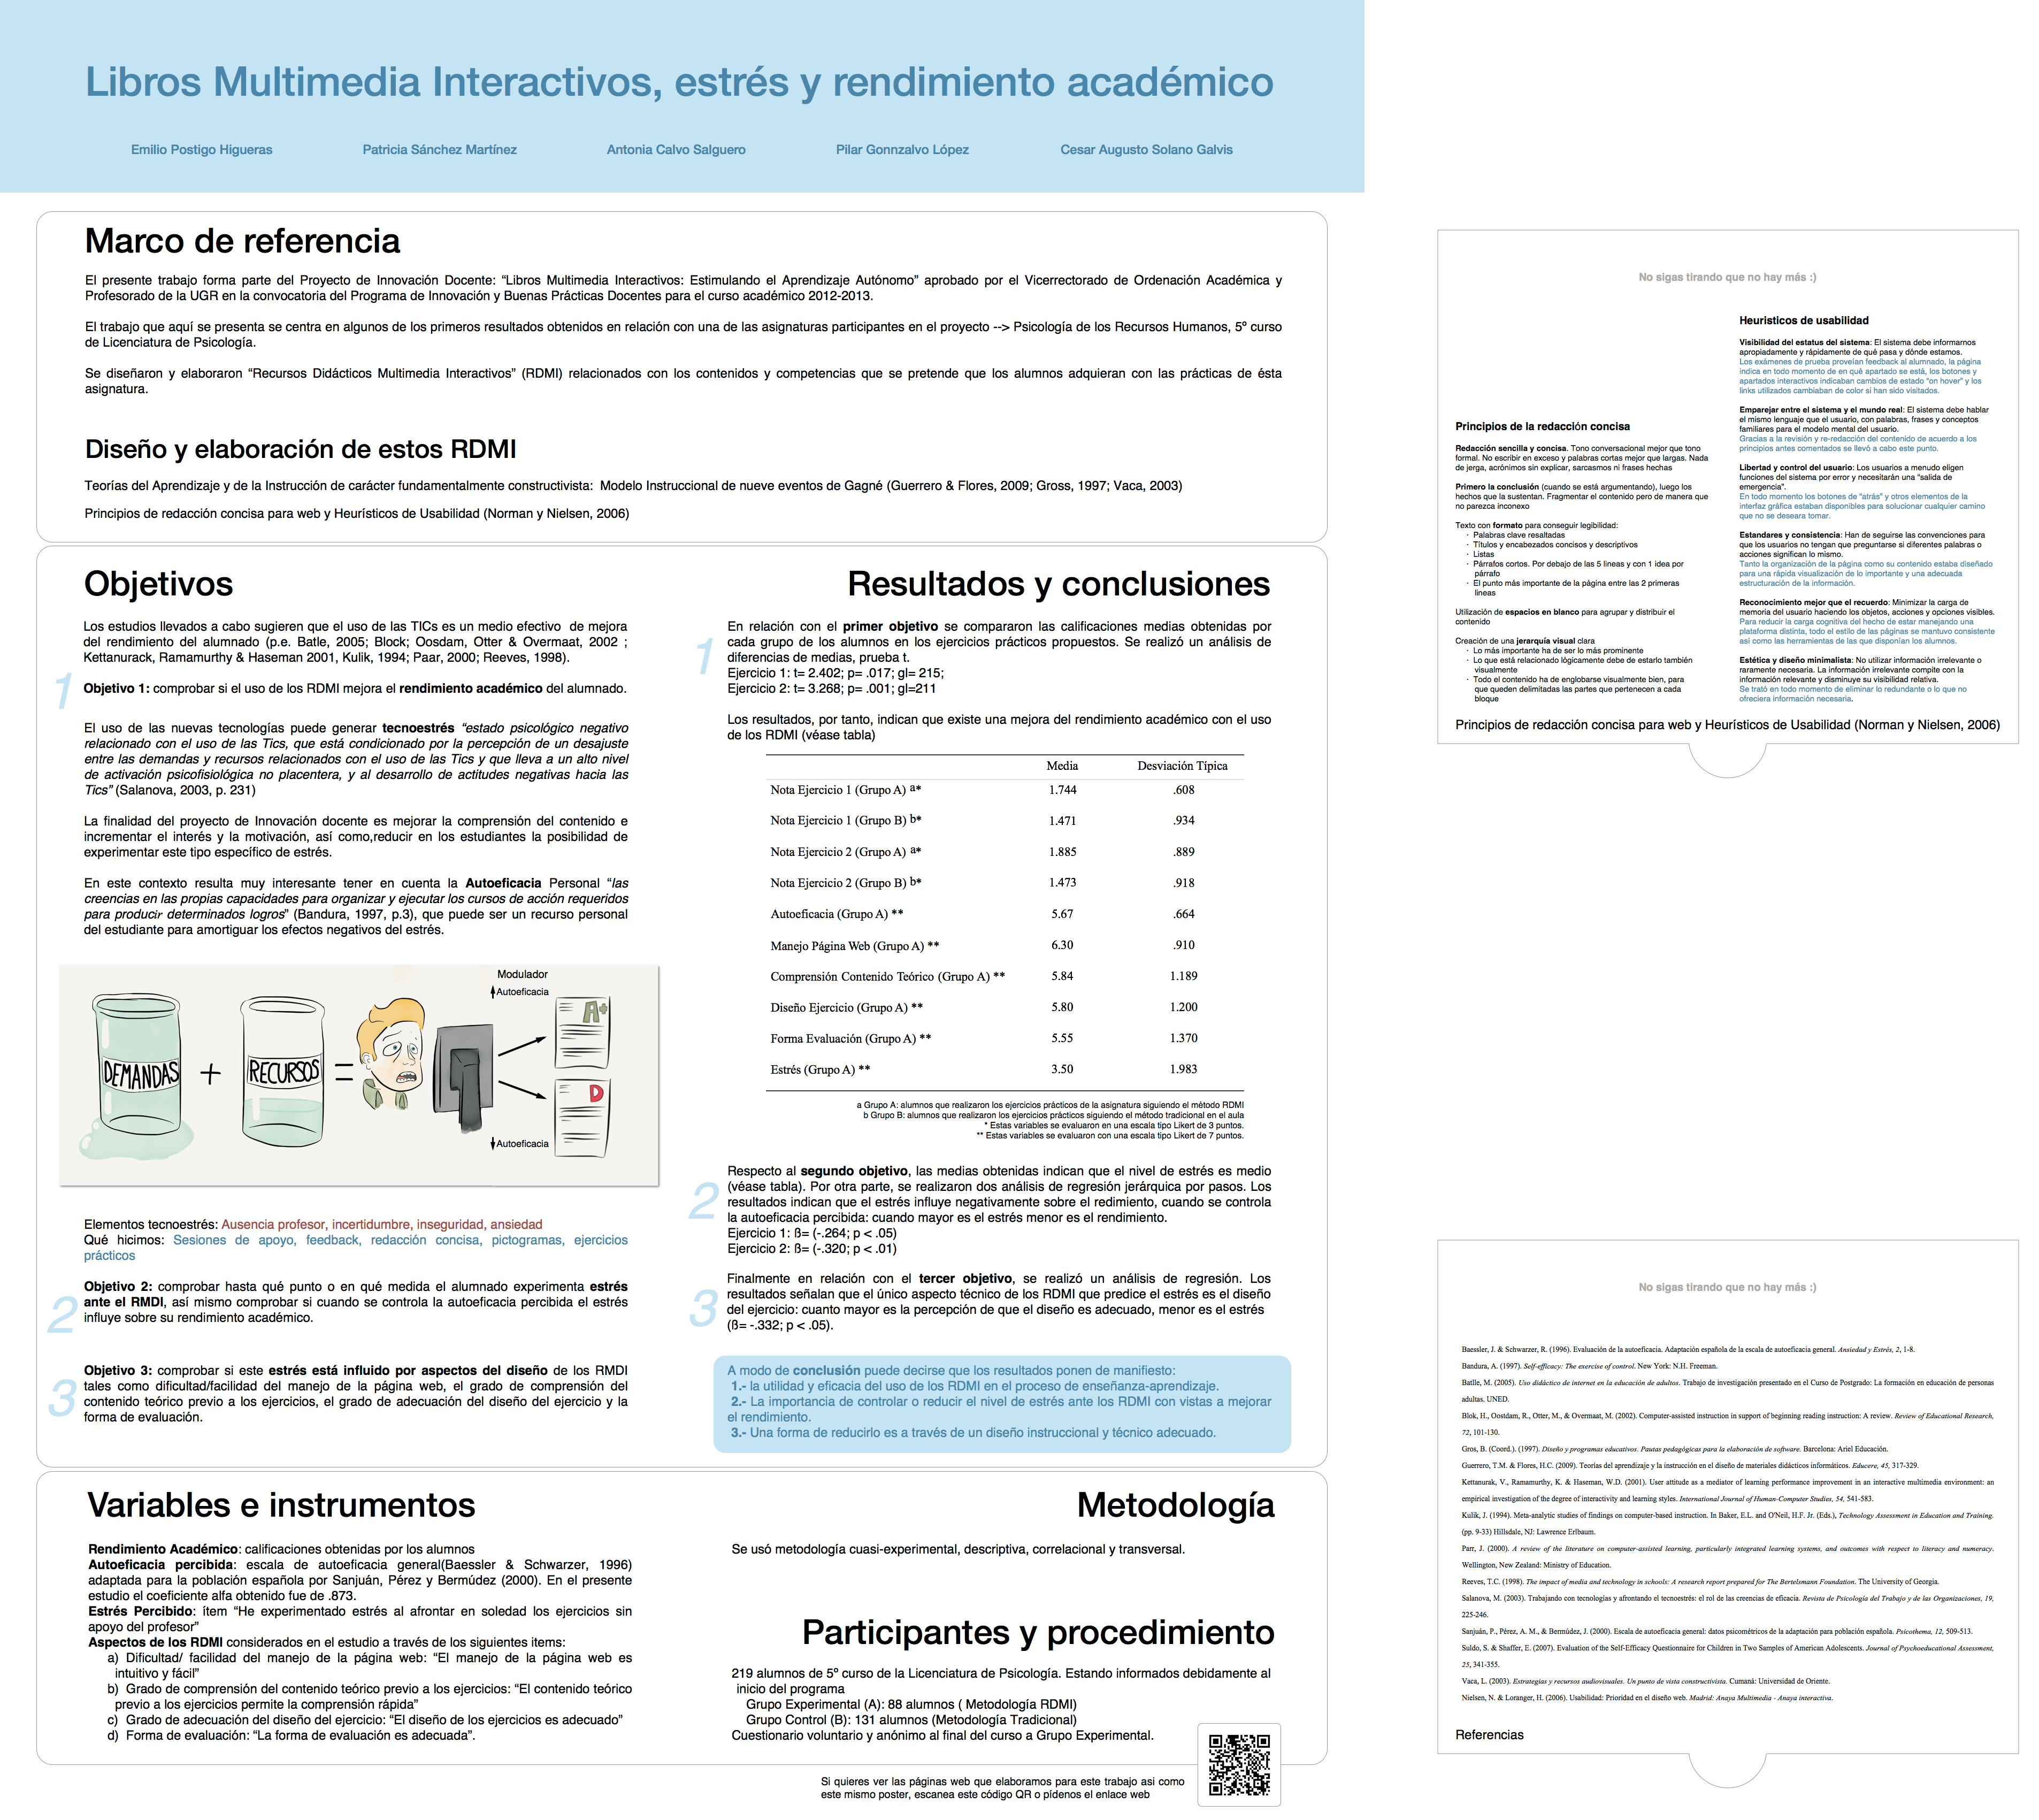 Libros Multimedia Interactivos, estrés y rendimiento académico
Emilio Postigo Higueras
Patricia Sánchez Martínez
Antonia Calvo Salguero
Pilar Gonnzalvo López
Cesar Augusto Solano Galvis
Marco de referencia
El presente trabajo forma parte del Proyecto de Innovación Docente: “Libros Multimedia Interactivos: Estimulando el Aprendizaje Autónomo” aprobado por el Vicerrectorado de Ordenación Académica y
Profesorado de la UGR en la convocatoria del Programa de Innovación y Buenas Prácticas Docentes para el curso académico 2012-2013.
El trabajo que aquí se presenta se centra en algunos de los primeros resultados obtenidos en relación con una de las asignaturas participantes en el proyecto --> Psicología de los Recursos Humanos, 5º curso
de Licenciatura de Psicología.
Se diseñaron y elaboraron “Recursos Didácticos Multimedia Interactivos” (RDMI) relacionados con los contenidos y competencias que se pretende que los alumnos adquieran con las prácticas de ésta
asignatura.
Diseño y elaboración de estos RDMI
Teorías del Aprendizaje y de la Instrucción de carácter fundamentalmente constructivista: Modelo Instruccional de nueve eventos de Gagné (Guerrero & Flores, 2009; Gross, 1997; Vaca, 2003)
Principios de redacción concisa para web y Heurísticos de Usabilidad (Norman y Nielsen, 2006)
Objetivos
Los estudios llevados a cabo sugieren que el uso de las TICs es un medio efectivo de mejora
del rendimiento del alumnado (p.e. Batle, 2005; Block; Oosdam, Otter & Overmaat, 2002 ;
Kettanurack, Ramamurthy & Haseman 2001, Kulik, 1994; Paar, 2000; Reeves, 1998).
1
Objetivo 1: comprobar si el uso de los RDMI mejora el rendimiento académico del alumnado.
El uso de las nuevas tecnologías puede generar tecnoestrés “estado psicológico negativo
relacionado con el uso de las Tics, que está condicionado por la percepción de un desajuste
entre las demandas y recursos relacionados con el uso de las Tics y que lleva a un alto nivel
de activación psicofisiológica no placentera, y al desarrollo de actitudes negativas hacia las
Tics” (Salanova, 2003, p. 231)
La finalidad del proyecto de Innovación docente es mejorar la comprensión del contenido e
incrementar el interés y la motivación, así como,reducir en los estudiantes la posibilidad de
experimentar este tipo específico de estrés.
En este contexto resulta muy interesante tener en cuenta la Autoeficacia Personal “las
creencias en las propias capacidades para organizar y ejecutar los cursos de acción requeridos
para producir determinados logros” (Bandura, 1997, p.3), que puede ser un recurso personal
del estudiante para amortiguar los efectos negativos del estrés.
Modulador
Autoeficacia
A+
DEMANDAS
+
RECURSOS
=
D
Autoeficacia
Elementos tecnoestrés: Ausencia profesor, incertidumbre, inseguridad, ansiedad
Qué hicimos: Sesiones de apoyo, feedback, redacción concisa, pictogramas, ejercicios
prácticos
2
Objetivo 2: comprobar hasta qué punto o en qué medida el alumnado experimenta estrés
ante el RMDI, así mismo comprobar si cuando se controla la autoeficacia percibida el estrés
influye sobre su rendimiento académico.
3
Objetivo 3: comprobar si este estrés está influido por aspectos del diseño de los RMDI
tales como dificultad/facilidad del manejo de la página web, el grado de comprensión del
contenido teórico previo a los ejercicios, el grado de adecuación del diseño del ejercicio y la
forma de evaluación.
Resultados y conclusiones
1
En relación con el primer objetivo se compararon las calificaciones medias obtenidas por
cada grupo de los alumnos en los ejercicios prácticos propuestos. Se realizó un análisis de
diferencias de medias, prueba t.
Ejercicio 1: t= 2.402; p= .017; gl= 215;
Ejercicio 2: t= 3.268; p= .001; gl=211
Los resultados, por tanto, indican que existe una mejora del rendimiento académico con el uso
de los RDMI (véase tabla)
Media Desviación Típica
Nota Ejercicio 1 (Grupo A) a* 1.744 .608
Nota Ejercicio 1 (Grupo B) b* 1.471 .934
Nota Ejercicio 2 (Grupo A) a* 1.885 .889
Nota Ejercicio 2 (Grupo B) b* 1.473 .918
Autoeficacia (Grupo A) ** 5.67 .664
Manejo Página Web (Grupo A) ** 6.30 .910
Comprensión Contenido Teórico (Grupo A) ** 5.84 1.189
Diseño Ejercicio (Grupo A) ** 5.80 1.200
Forma Evaluación (Grupo A) ** 5.55 1.370
Estrés (Grupo A) ** 3.50 1.983
a Grupo A: alumnos que realizaron los ejercicios prácticos de la asignatura siguiendo el método RDMI
b Grupo B: alumnos que realizaron los ejercicios prácticos siguiendo el método tradicional en el aula
* Estas variables se evaluaron en una escala tipo Likert de 3 puntos.
** Estas variables se evaluaron con una escala tipo Likert de 7 puntos.
2
Respecto al segundo objetivo, las medias obtenidas indican que el nivel de estrés es medio
(véase tabla). Por otra parte, se realizaron dos análisis de regresión jerárquica por pasos. Los
resultados indican que el estrés influye negativamente sobre el redimiento, cuando se controla
la autoeficacia percibida: cuando mayor es el estrés menor es el rendimiento.
Ejercicio 1: ß= (-.264; p < .05)
Ejercicio 2: ß= (-.320; p < .01)
3
Finalmente en relación con el tercer objetivo, se realizó un análisis de regresión. Los
resultados señalan que el único aspecto técnico de los RDMI que predice el estrés es el diseño
del ejercicio: cuanto mayor es la percepción de que el diseño es adecuado, menor es el estrés
(ß= -.332; p < .05).
A modo de conclusión puede decirse que los resultados ponen de manifiesto:
1.- la utilidad y eficacia del uso de los RDMI en el proceso de enseñanza-aprendizaje.
2.- La importancia de controlar o reducir el nivel de estrés ante los RDMI con vistas a mejorar
el rendimiento.
3.- Una forma de reducirlo es a través de un diseño instruccional y técnico adecuado.
Variables e instrumentos
Rendimiento Académico: calificaciones obtenidas por los alumnos
Autoeficacia percibida: escala de autoeficacia general(Baessler & Schwarzer, 1996)
adaptada para la población española por Sanjuán, Pérez y Bermúdez (2000). En el presente
estudio el coeficiente alfa obtenido fue de .873.
Estrés Percibido: ítem “He experimentado estrés al afrontar en soledad los ejercicios sin
apoyo del profesor”
Aspectos de los RDMI considerados en el estudio a través de los siguientes items:
a) Dificultad/ facilidad del manejo de la página web: “El manejo de la página web es
intuitivo y fácil”
b) Grado de comprensión del contenido teórico previo a los ejercicios: “El contenido teórico
previo a los ejercicios permite la comprensión rápida”
c) Grado de adecuación del diseño del ejercicio: “El diseño de los ejercicios es adecuado”
d) Forma de evaluación: “La forma de evaluación es adecuada”.
Metodología
Se usó metodología cuasi-experimental, descriptiva, correlacional y transversal.
Participantes y procedimiento
219 alumnos de 5º curso de la Licenciatura de Psicología. Estando informados debidamente al
inicio del programa
Grupo Experimental (A): 88 alumnos ( Metodología RDMI)
Grupo Control (B): 131 alumnos (Metodología Tradicional)
Cuestionario voluntario y anónimo al final del curso a Grupo Experimental.
Si quieres ver las páginas web que elaboramos para este trabajo asi como
este mismo poster, escanea este código QR o pídenos el enlace web
No sigas tirando que no hay más :)
Principios de la redacción concisa
Redacción sencilla y concisa. Tono conversacional mejor que tono
formal. No escribir en exceso y palabras cortas mejor que largas. Nada
de jerga, acrónimos sin explicar, sarcasmos ni frases hechas
Primero la conclusión (cuando se está argumentando), luego los
hechos que la sustentan. Fragmentar el contenido pero de manera que
no parezca inconexo
Texto con formato para conseguir legibilidad:
· Palabras clave resaltadas
· Títulos y encabezados concisos y descriptivos
· Listas
· Párrafos cortos. Por debajo de las 5 lineas y con 1 idea por
párrafo
· El punto más importante de la página entre las 2 primeras
lineas
Utilización de espacios en blanco para agrupar y distribuir el
contenido
Creación de una jerarquía visual clara
· Lo más importante ha de ser lo más prominente
· Lo que está relacionado lógicamente debe de estarlo también
visualmente
· Todo el contenido ha de englobarse visualmente bien, para
que queden delimitadas las partes que pertenecen a cada
bloque
Heuristicos de usabilidad
Visibilidad del estatus del sistema: El sistema debe informarnos
apropiadamente y rápidamente de qué pasa y dónde estamos.
Los exámenes de prueba proveían feedback al alumnado, la página
indica en todo momento de en qué apartado se está, los botones y
apartados interactivos indicaban cambios de estado “on hover” y los
links utilizados cambiaban de color si han sido visitados.
Emparejar entre el sistema y el mundo real: El sistema debe hablar
el mismo lenguaje que el usuario, con palabras, frases y conceptos
familiares para el modelo mental del usuario.
Gracias a la revisión y re-redacción del contenido de acuerdo a los
principios antes comentados se llevó a cabo este punto.
Libertad y control del usuario: Los usuarios a menudo eligen
funciones del sistema por error y necesitarán una “salida de
emergencia”.
En todo momento los botones de “atrás” y otros elementos de la
interfaz gráfica estaban disponibles para solucionar cualquier camino
que no se deseara tomar.
Estandares y consistencia: Han de seguirse las convenciones para
que los usuarios no tengan que preguntarse si diferentes palabras o
acciones significan lo mismo.
Tanto la organización de la página como su contenido estaba diseñado
para una rápida visualización de lo importante y una adecuada
estructuración de la información.
Reconocimiento mejor que el recuerdo: Minimizar la carga de
memoria del usuario haciendo los objetos, acciones y opciones visibles.
Para reducir la carga cognitiva del hecho de estar manejando una
plataforma distinta, todo el estilo de las páginas se mantuvo consistente
así como las herramientas de las que disponían los alumnos.
Estética y diseño minimalista: No utilizar información irrelevante o
raramente necesaria. La información irrelevante compite con la
información relevante y disminuye su visibilidad relativa.
Se trató en todo momento de eliminar lo redundante o lo que no
ofreciera información necesaria.
Principios de redacción concisa para web y Heurísticos de Usabilidad (Norman y Nielsen, 2006)
No sigas tirando que no hay más :)
Baessler, J. & Schwarzer, R. (1996). Evaluación de la autoeficacia. Adaptación española de la escala de autoeficacia general. Ansiedad y Estrés, 2, 1-8.
Bandura, A. (1997). Self-efficacy: The exercise of control. New York: N.H. Freeman.
Batlle, M. (2005). Uso didáctico de internet en la educación de adultos. Trabajo de investigación presentado en el Curso de Postgrado: La formación en educación de personas
adultas. UNED.
Blok, H., Oostdam, R., Otter, M., & Overmaat, M. (2002). Computer-assisted instruction in support of beginning reading instruction: A review. Review of Educational Research,
72, 101-130.
Gros, B. (Coord.). (1997). Diseño y programas educativos. Pautas pedagógicas para la elaboración de software. Barcelona: Ariel Educación.
Guerrero, T.M. & Flores, H.C. (2009). Teorías del aprendizaje y la instrucción en el diseño de materiales didácticos informáticos. Educere, 45, 317-329.
Kettanurak, V., Ramamurthy, K. & Haseman, W.D. (2001). User attitude as a mediator of learning performance improvement in an interactive multimedia environment: an
empirical investigation of the degree of interactivity and learning styles. International Journal of Human-Computer Studies, 54, 541-583.
Kulik, J. (1994). Meta-analytic studies of findings on computer-based instruction. In Baker, E.L. and O'Neil, H.F. Jr. (Eds.), Technology Assessment in Education and Training.
(pp. 9-33) Hillsdale, NJ: Lawrence Erlbaum.
Parr, J. (2000). A review of the literature on computer-assisted learning, particularly integrated learning systems, and outcomes with respect to literacy and numeracy.
Wellington, New Zealand: Ministry of Education.
Reeves, T.C. (1998). The impact of media and technology in schools: A research report prepared for The Bertelsmann Foundation. The University of Georgia.
Salanova, M. (2003). Trabajando con tecnologías y afrontando el tecnoestrés: el rol de las creencias de eficacia. Revista de Psicología del Trabajo y de las Organizaciones, 19,
225-246.
Sanjuán, P., Pérez, A. M., & Bermúdez, J. (2000). Escala de autoeficacia general: datos psicométricos de la adaptación para población española. Psicothema, 12, 509-513.
Suldo, S. & Shaffer, E. (2007). Evaluation of the Self-Efficacy Questionnaire for Children in Two Samples of American Adolescents. Journal of Psychoeducational Assessment,
25, 341-355.
Vaca, L. (2003). Estrategias y recursos audiovisuales. Un punto de vista constructivista. Cumaná: Universidad de Oriente.
Nielsen, N. & Loranger, H. (2006). Usabilidad: Prioridad en el diseño web. Madrid: Anaya Multimedia - Anaya interactiva.
Referencias